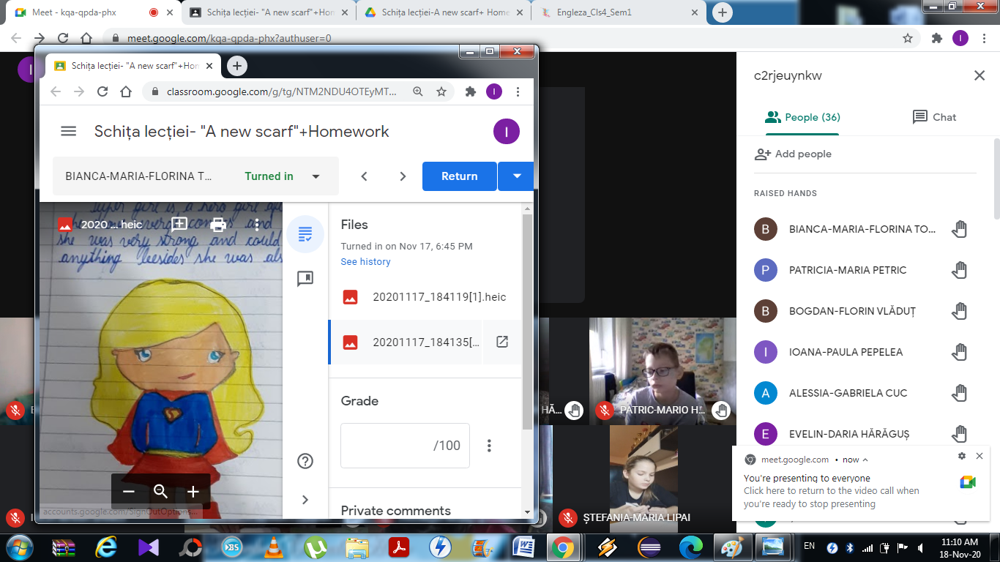 Meet - kqa-qpda-phx
Schița lecției- "A new scarf"+Hon
Schița lecției-A new scarf+ Home
Engleza_Cls4_Sem1
meet.google.com/kqa-qpda-phx?authuser=0
I
I
Schița lecției- "A new scarf"+Hom
classroom.google.com/g/tg/NTM2NDU4OTEyMT...
I
Schița lecției- "A new scarf"+Homework
I
BIANCA-MARIA-FLORINA T...
Turned in
Return
2020 ... .heic
super girl is a hero girl
she was very strong and could
anything besides she was als
Files
Turned in on Nov 17, 6:45 PM
See history
20201117_184119[1].heic
20201117_184135[...
Grade
/100
Private comments
accounts.google.com/SignOutOptions...
HĂ...
PATRIC-MARIO H...
ȘTEFANIA-MARIA LIPAI
c2rjeuynkw
People (36)
Chat
Add people
RAISED HANDS
B
BIANCA-MARIA-FLORINA TO...
P
PATRICIA-MARIA PETRIC
B
BOGDAN-FLORIN VLĂDUȚ
I
IOANA-PAULA PEPELEA
A
ALESSIA-GABRIELA CUC
E
EVELIN-DARIA HĂRĂGUȘ
meet.google.com • now
You're presenting to everyone
Click here to return to the video call when
you're ready to stop presenting
EN
11:10 AM
18-Nov-20